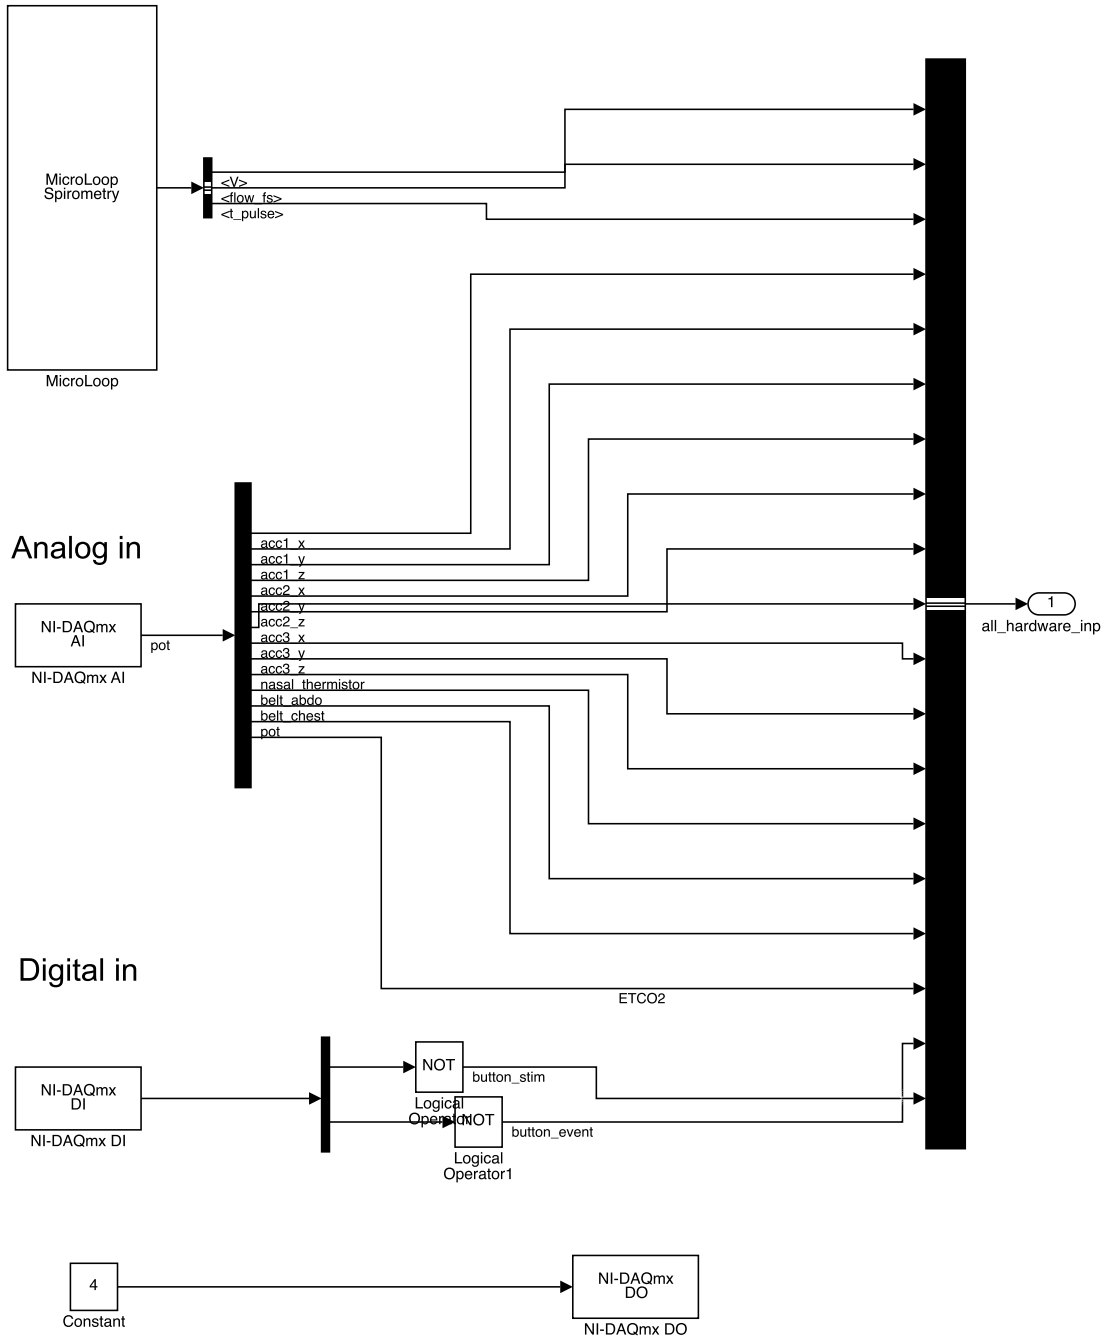 MicroLoop
Spirometry
<V>
<flow_fs>
<t_pulse>
MicroLoop
Analog in
NI-DAQmx
AI
NI-DAQmx AI
pot
acc1_x
acc1_y
acc1_z
acc2_x
acc2_y
acc2_z
acc3_x
acc3_y
acc3_z
nasal_thermistor
belt_abdo
belt_chest
pot
1
all_hardware_inp
ETCO2
Digital in
NI-DAQmx
DI
NI-DAQmx DI
NOT
button_stim
Logical
Operator
NOT
button_event
Logical
Operator1
4
Constant
NI-DAQmx
DO
NI-DAQmx DO